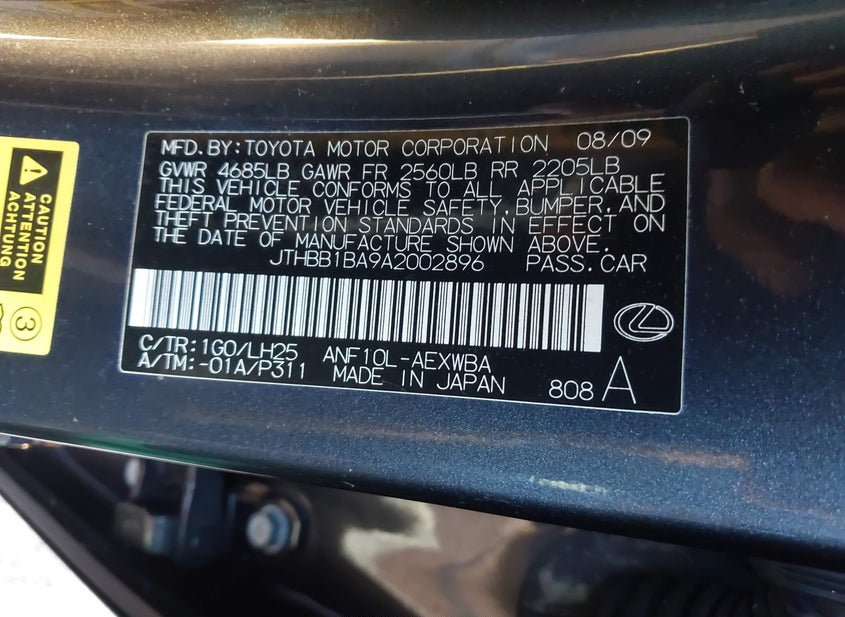 MFD.BY:TOYOTA MOTOR CORPORATION 08/09
GVWR 4685LB GAWR FR 2560LB RR 2205LB
THIS VEHICLE CONFORMS TO ALL APPLICABLE
FEDERAL MOTOR VEHICLE SAFETY,BUMPER,AND
THEFT PREVENTION STANDARDS IN EFFECT ON
THE DATE OF MANUFACTURE SHOWN ABOVE.
JTHBB1BA9A2002896 PASS.CAR
C/TR:1G0/LH25 ANF10L-AEXWBA
A/TM:-01A/P311 MADE IN JAPAN 808 A
CAUTION
ATTENTION
ACHTUNG
3